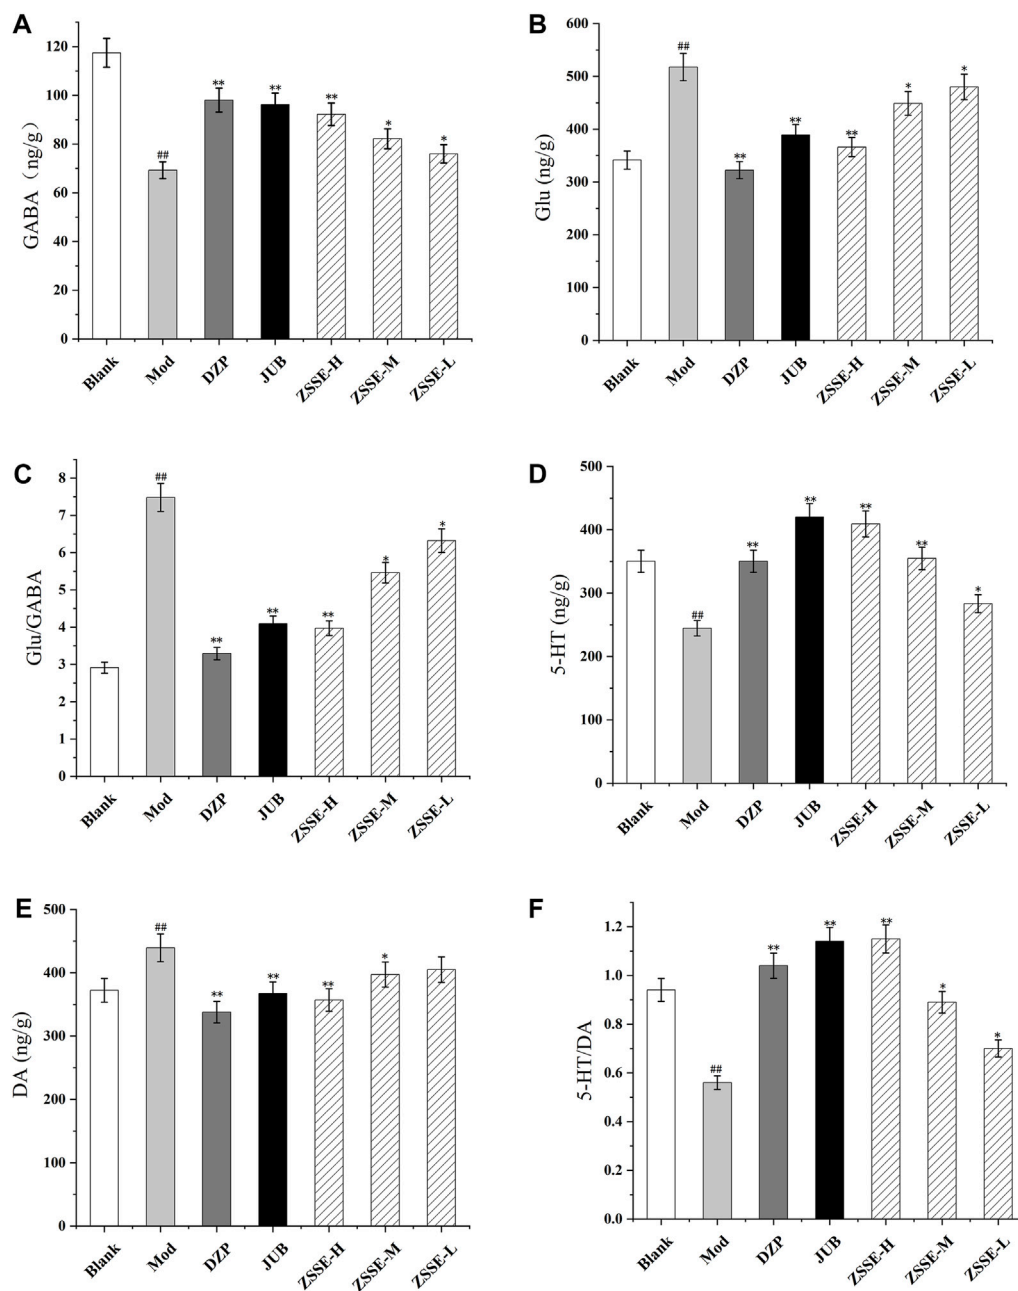 A
GABA（ng/g）
120
100
80
60
40
20
0
##
**
**
**
*
*
Blank
Mod
DZP
JUB
ZSSE-H
ZSSE-M
ZSSE-L
B
Glu (ng/g)
600
500
400
300
200
100
0
##
**
**
**
*
*
Blank
Mod
DZP
JUB
ZSSE-H
ZSSE-M
ZSSE-L
C
Glu/GABA
8
7
6
5
4
3
2
1
0
##
**
**
**
*
*
Blank
Mod
DZP
JUB
ZSSE-H
ZSSE-M
ZSSE-L
D
5-HT (ng/g)
500
400
300
200
100
0
##
**
**
**
**
*
Blank
Mod
DZP
JUB
ZSSE-H
ZSSE-M
ZSSE-L
E
DA (ng/g)
500
400
300
200
100
0
##
**
**
**
*
Blank
Mod
DZP
JUB
ZSSE-H
ZSSE-M
ZSSE-L
F
5-HT/DA
1.2
1.0
0.8
0.6
0.4
0.2
0.0
##
**
**
**
*
*
Blank
Mod
DZP
JUB
ZSSE-H
ZSSE-M
ZSSE-L